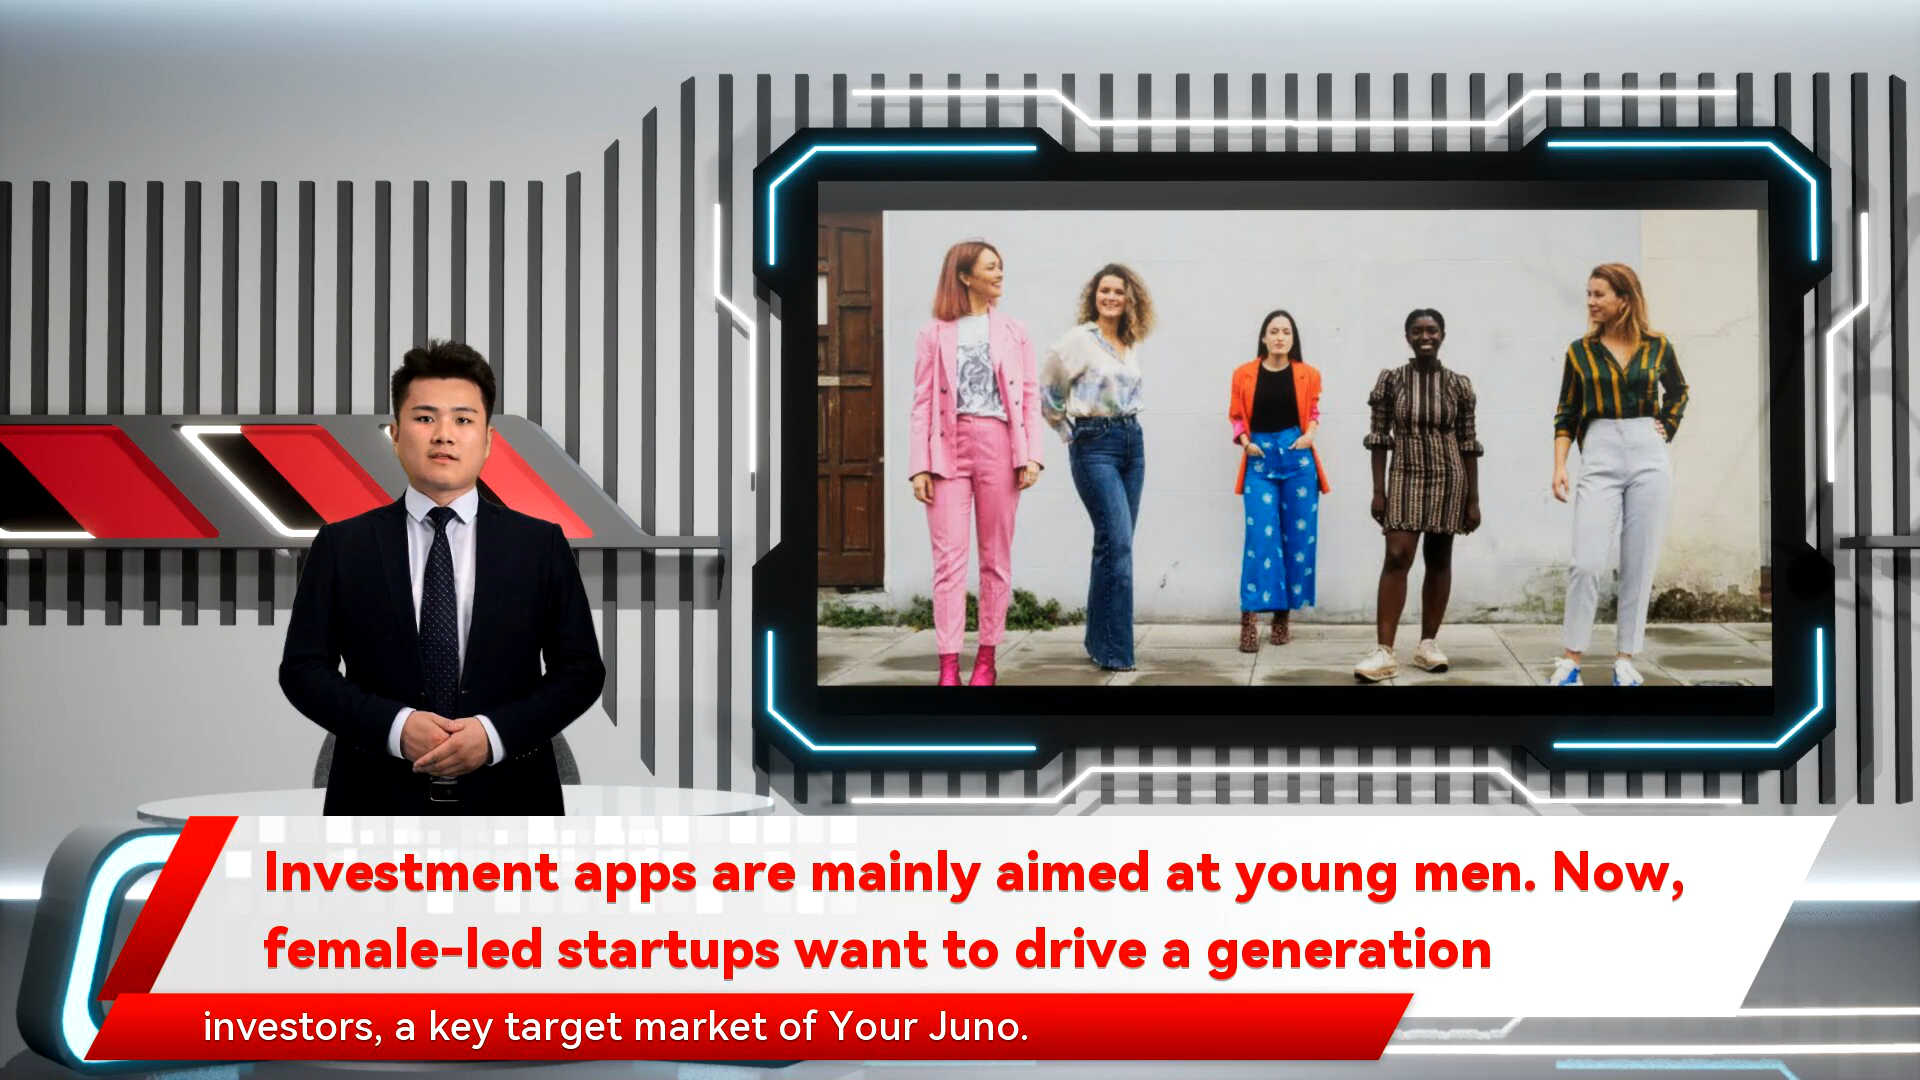 Investment apps are mainly aimed at young men. Now,
female-led startups want to drive a generation
investors, a key target market of Your Juno.